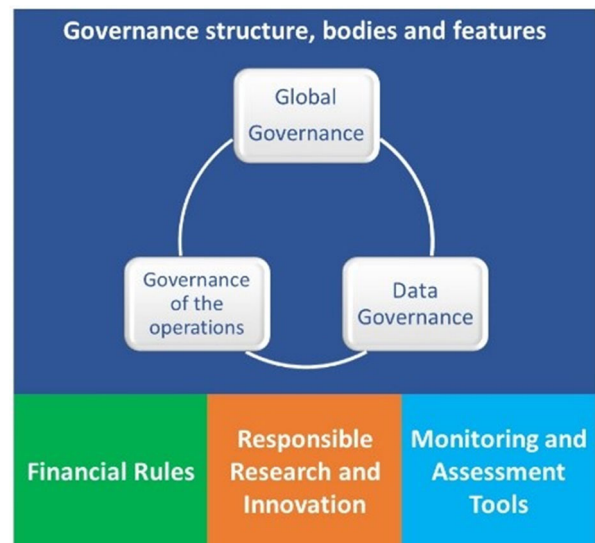 Governance structure, bodies and features
Global
Governance
Governance
of the
operations
Data
Governance
Financial Rules
Responsible
Research and
Innovation
Monitoring and
Assessment
Tools